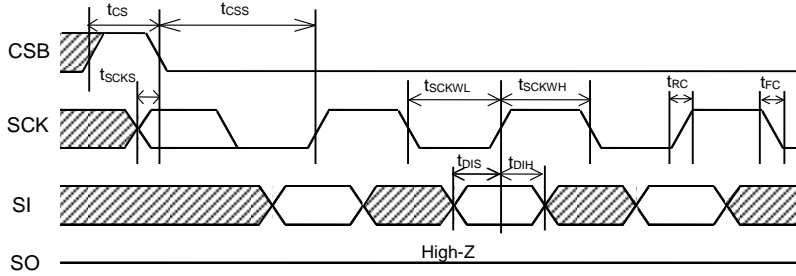 tCS
tCSS
CSB
tSCKS
tSCKWL
tSCKWH
tRC
tFC
SCK
tDIS
tDIH
SI
High-Z
SO